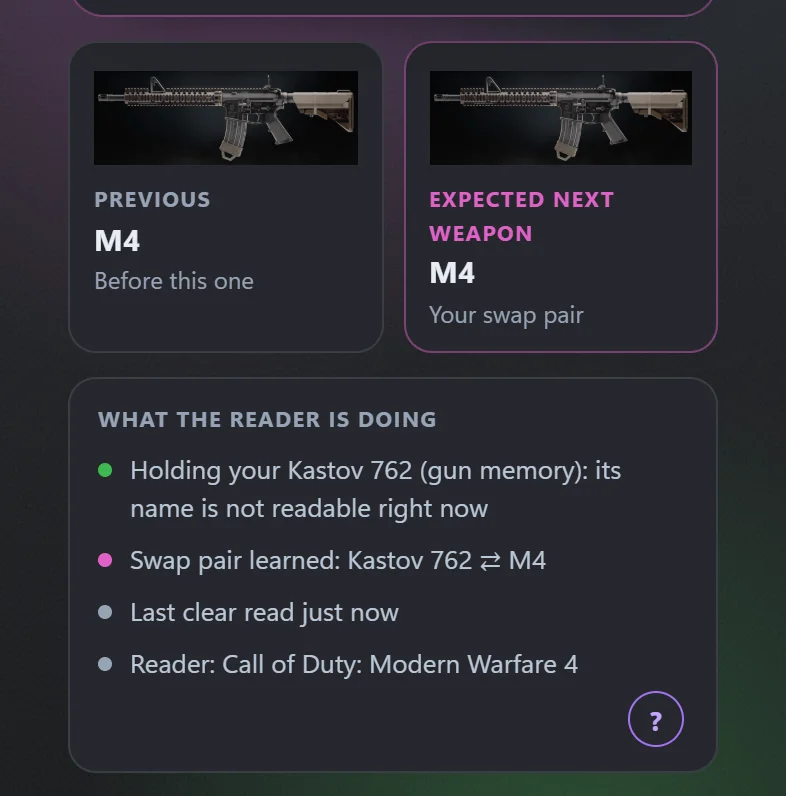 PREVIOUS
M4
Before this one
EXPECTED NEXT
WEAPON
M4
Your swap pair
WHAT THE READER IS DOING
Holding your Kastov 762 (gun memory): its
name is not readable right now
Swap pair learned: Kastov 762 ⇄ M4
Last clear read just now
Reader: Call of Duty: Modern Warfare 4
?